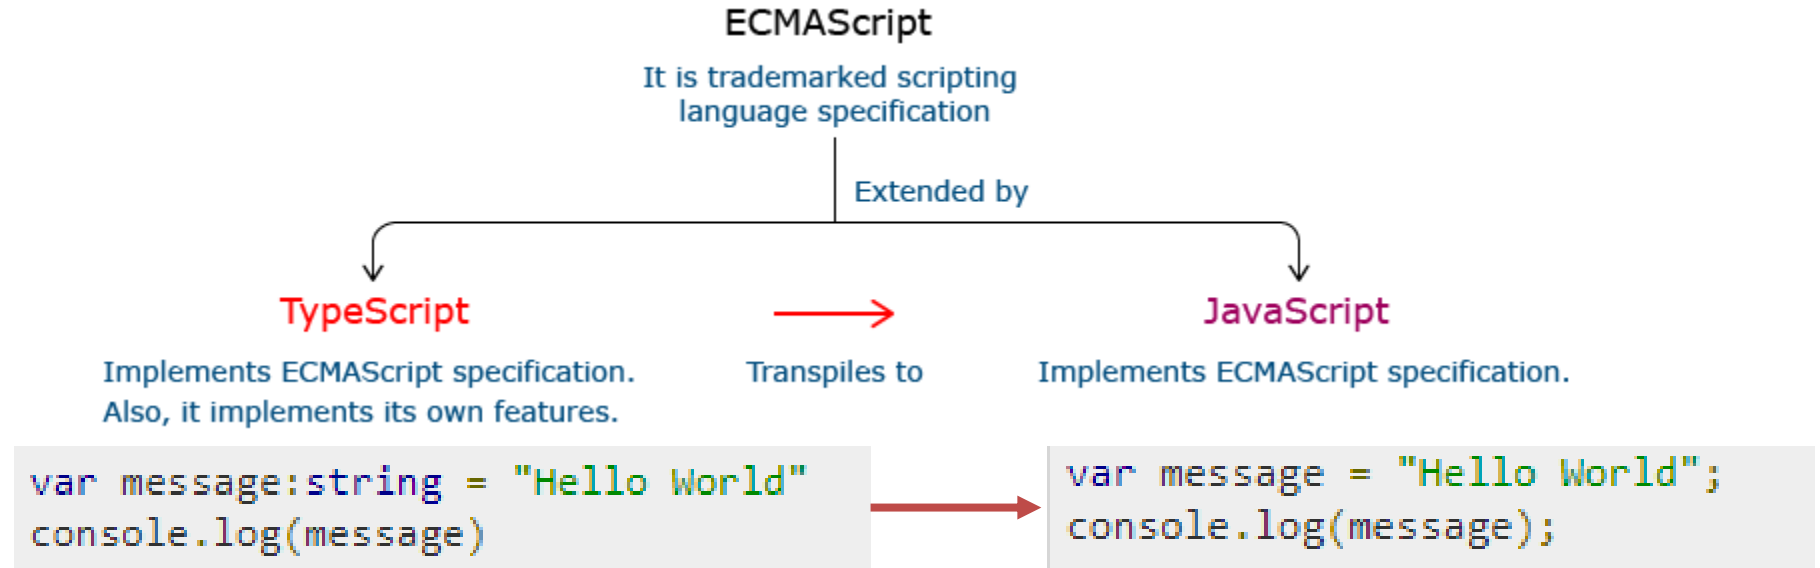 ECMAScript
It is trademarked scripting
language specification
Extended by
TypeScript
JavaScript
Implements ECMAScript specification.
Also, it implements its own features.
Transpiles to
Implements ECMAScript specification.
var message:string = "Hello World"
console.log(message)
var message = "Hello World";
console.log(message);